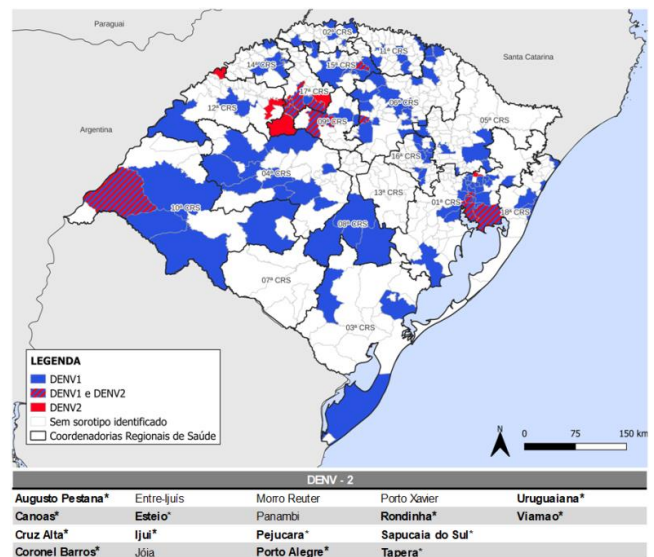 Paraguai
Santa Catarina
Argentina
02ª CRS
11ª CRS
15ª CRS
14ª CRS
17ª CRS
12ª CRS
09ª CRS
06ª CRS
05ª CRS
16ª CRS
04ª CRS
13ª CRS
01ª CRS
18ª CRS
10ª CRS
08ª CRS
07ª CRS
03ª CRS
LEGENDA
DENV1
DENV1 e DENV2
DENV2
Sem sorotipo identificado
Coordenadorias Regionais de Saúde
N
0 75 150 km
DENV - 2
Augusto Pestana* Entre-Ijuís Morro Reuter Porto Xavier Uruguaiana*
Canoas* Esteio* Panambi Rondinha* Viamao*
Cruz Alta* Ijui* Pejucara* Sapucaia do Sul*
Coronel Barros* Jóia Porto Alegre* Tapera*